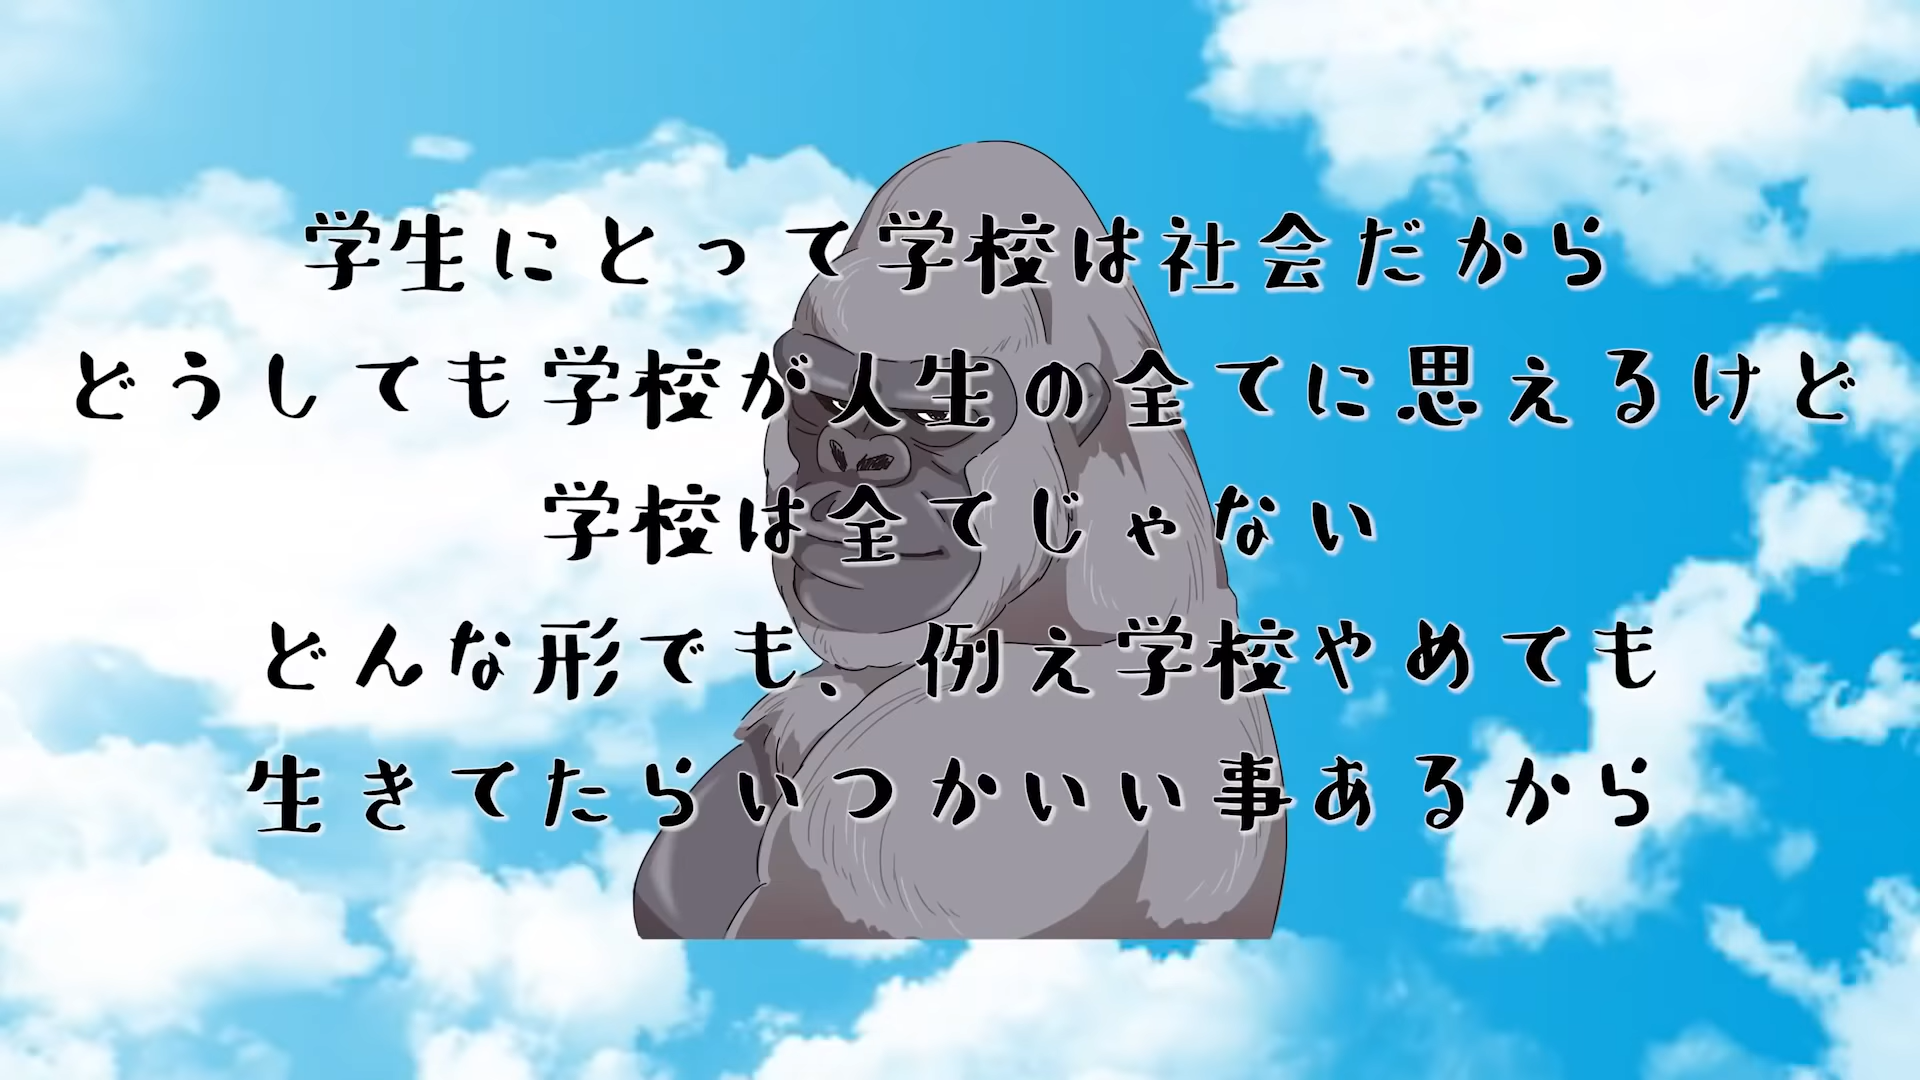 学生にとって学校は社会だから
どうしても学校が人生の全てに思えるけど
学校は全てじゃない
どんな形でも、例え学校やめても
生きてたらいつかいい事あるから